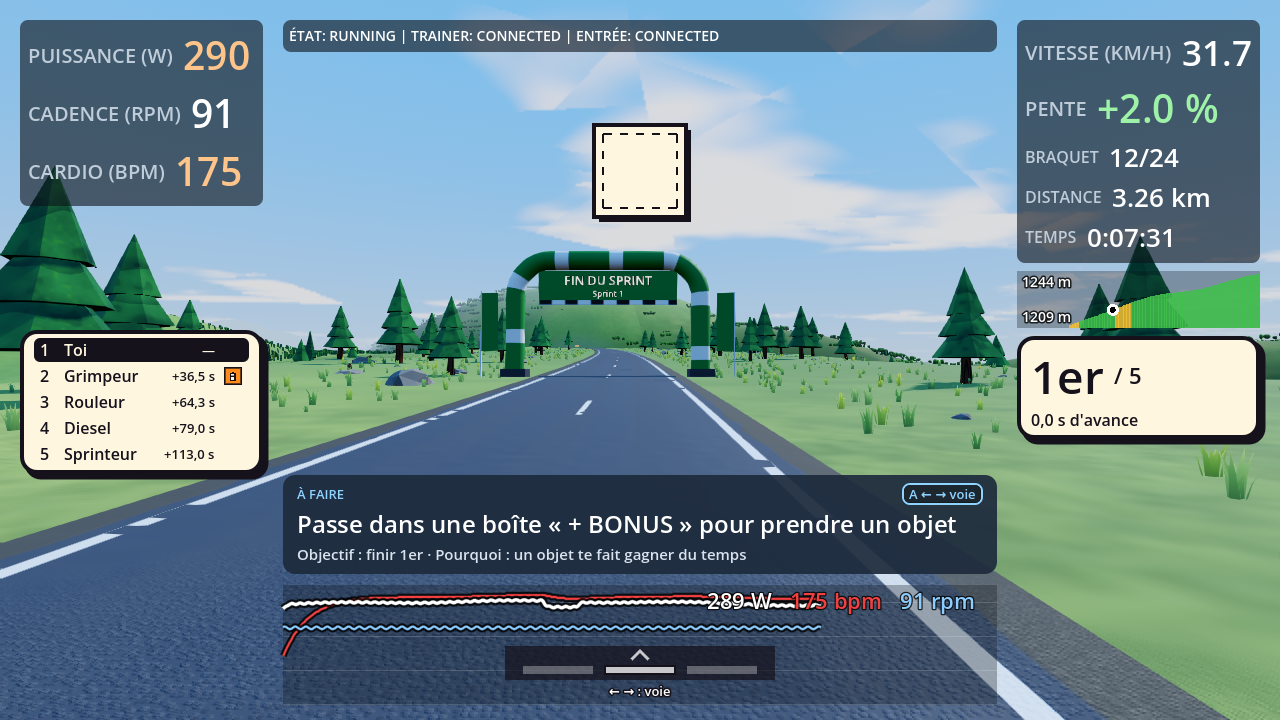 PUISSANCE (W) 290
CADENCE (RPM) 91
CARDIO (BPM) 175
ÉTAT: RUNNING | TRAINER: CONNECTED | ENTRÉE: CONNECTED
VITESSE (KM/H) 31.7
PENTE +2.0 %
BRAQUET 12/24
DISTANCE 3.26 km
TEMPS 0:07:31
1244 m
1209 m
FIN DU SPRINT
Sprint 1
1 Toi —
2 Grimpeur +36,5 s
3 Rouleur +64,3 s
4 Diesel +79,0 s
5 Sprinteur +113,0 s
1er / 5
0,0 s d'avance
À FAIRE
A ← → voie
Passe dans une boîte « + BONUS » pour prendre un objet
Objectif : finir 1er · Pourquoi : un objet te fait gagner du temps
289 W 175 bpm 91 rpm
← → : voie